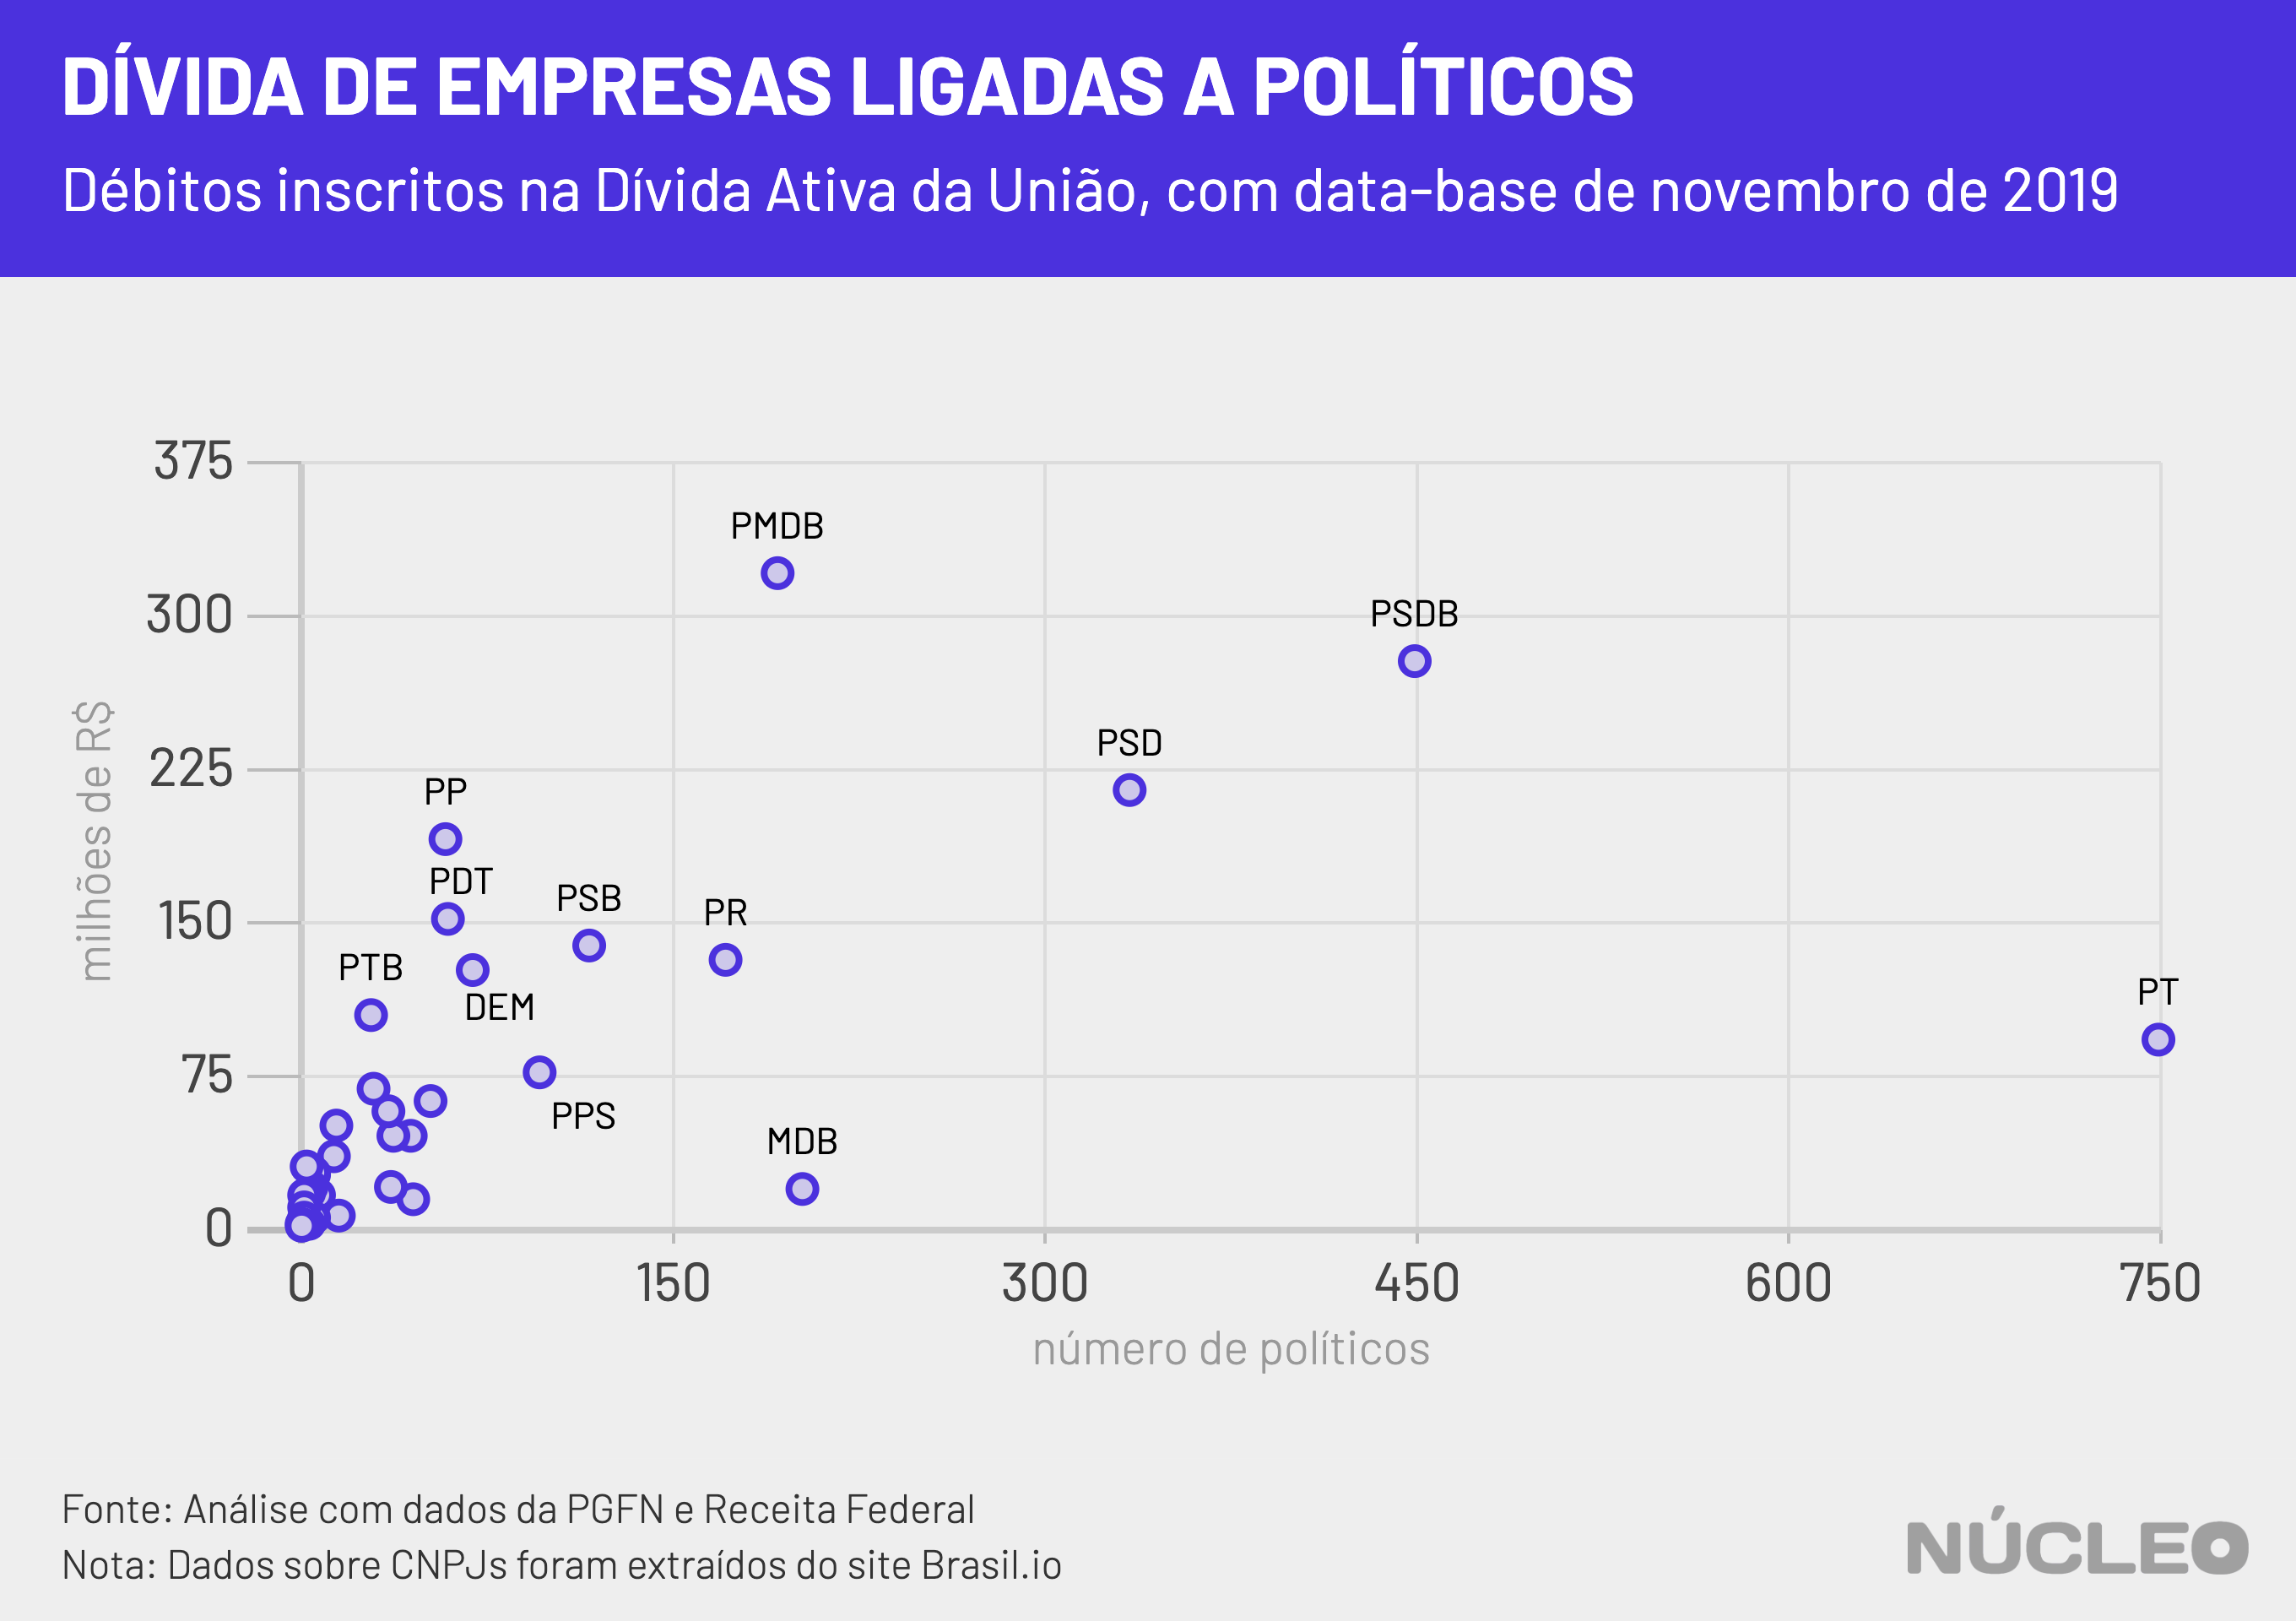 DÍVIDA DE EMPRESAS LIGADAS A POLÍTICOS
Débitos inscritos na Dívida Ativa da União, com data-base de novembro de 2019
375
PMDB
300
PSDB
PSD
225
PP
PDT
PSB
PR
150
PTB
DEM
PT
75
PPS
MDB
0
milhões de R$
0 150 300 450 600 750
número de políticos
Fonte: Análise com dados da PGFN e Receita Federal
Nota: Dados sobre CNPJs foram extraídos do site Brasil.io
NÚCLEO